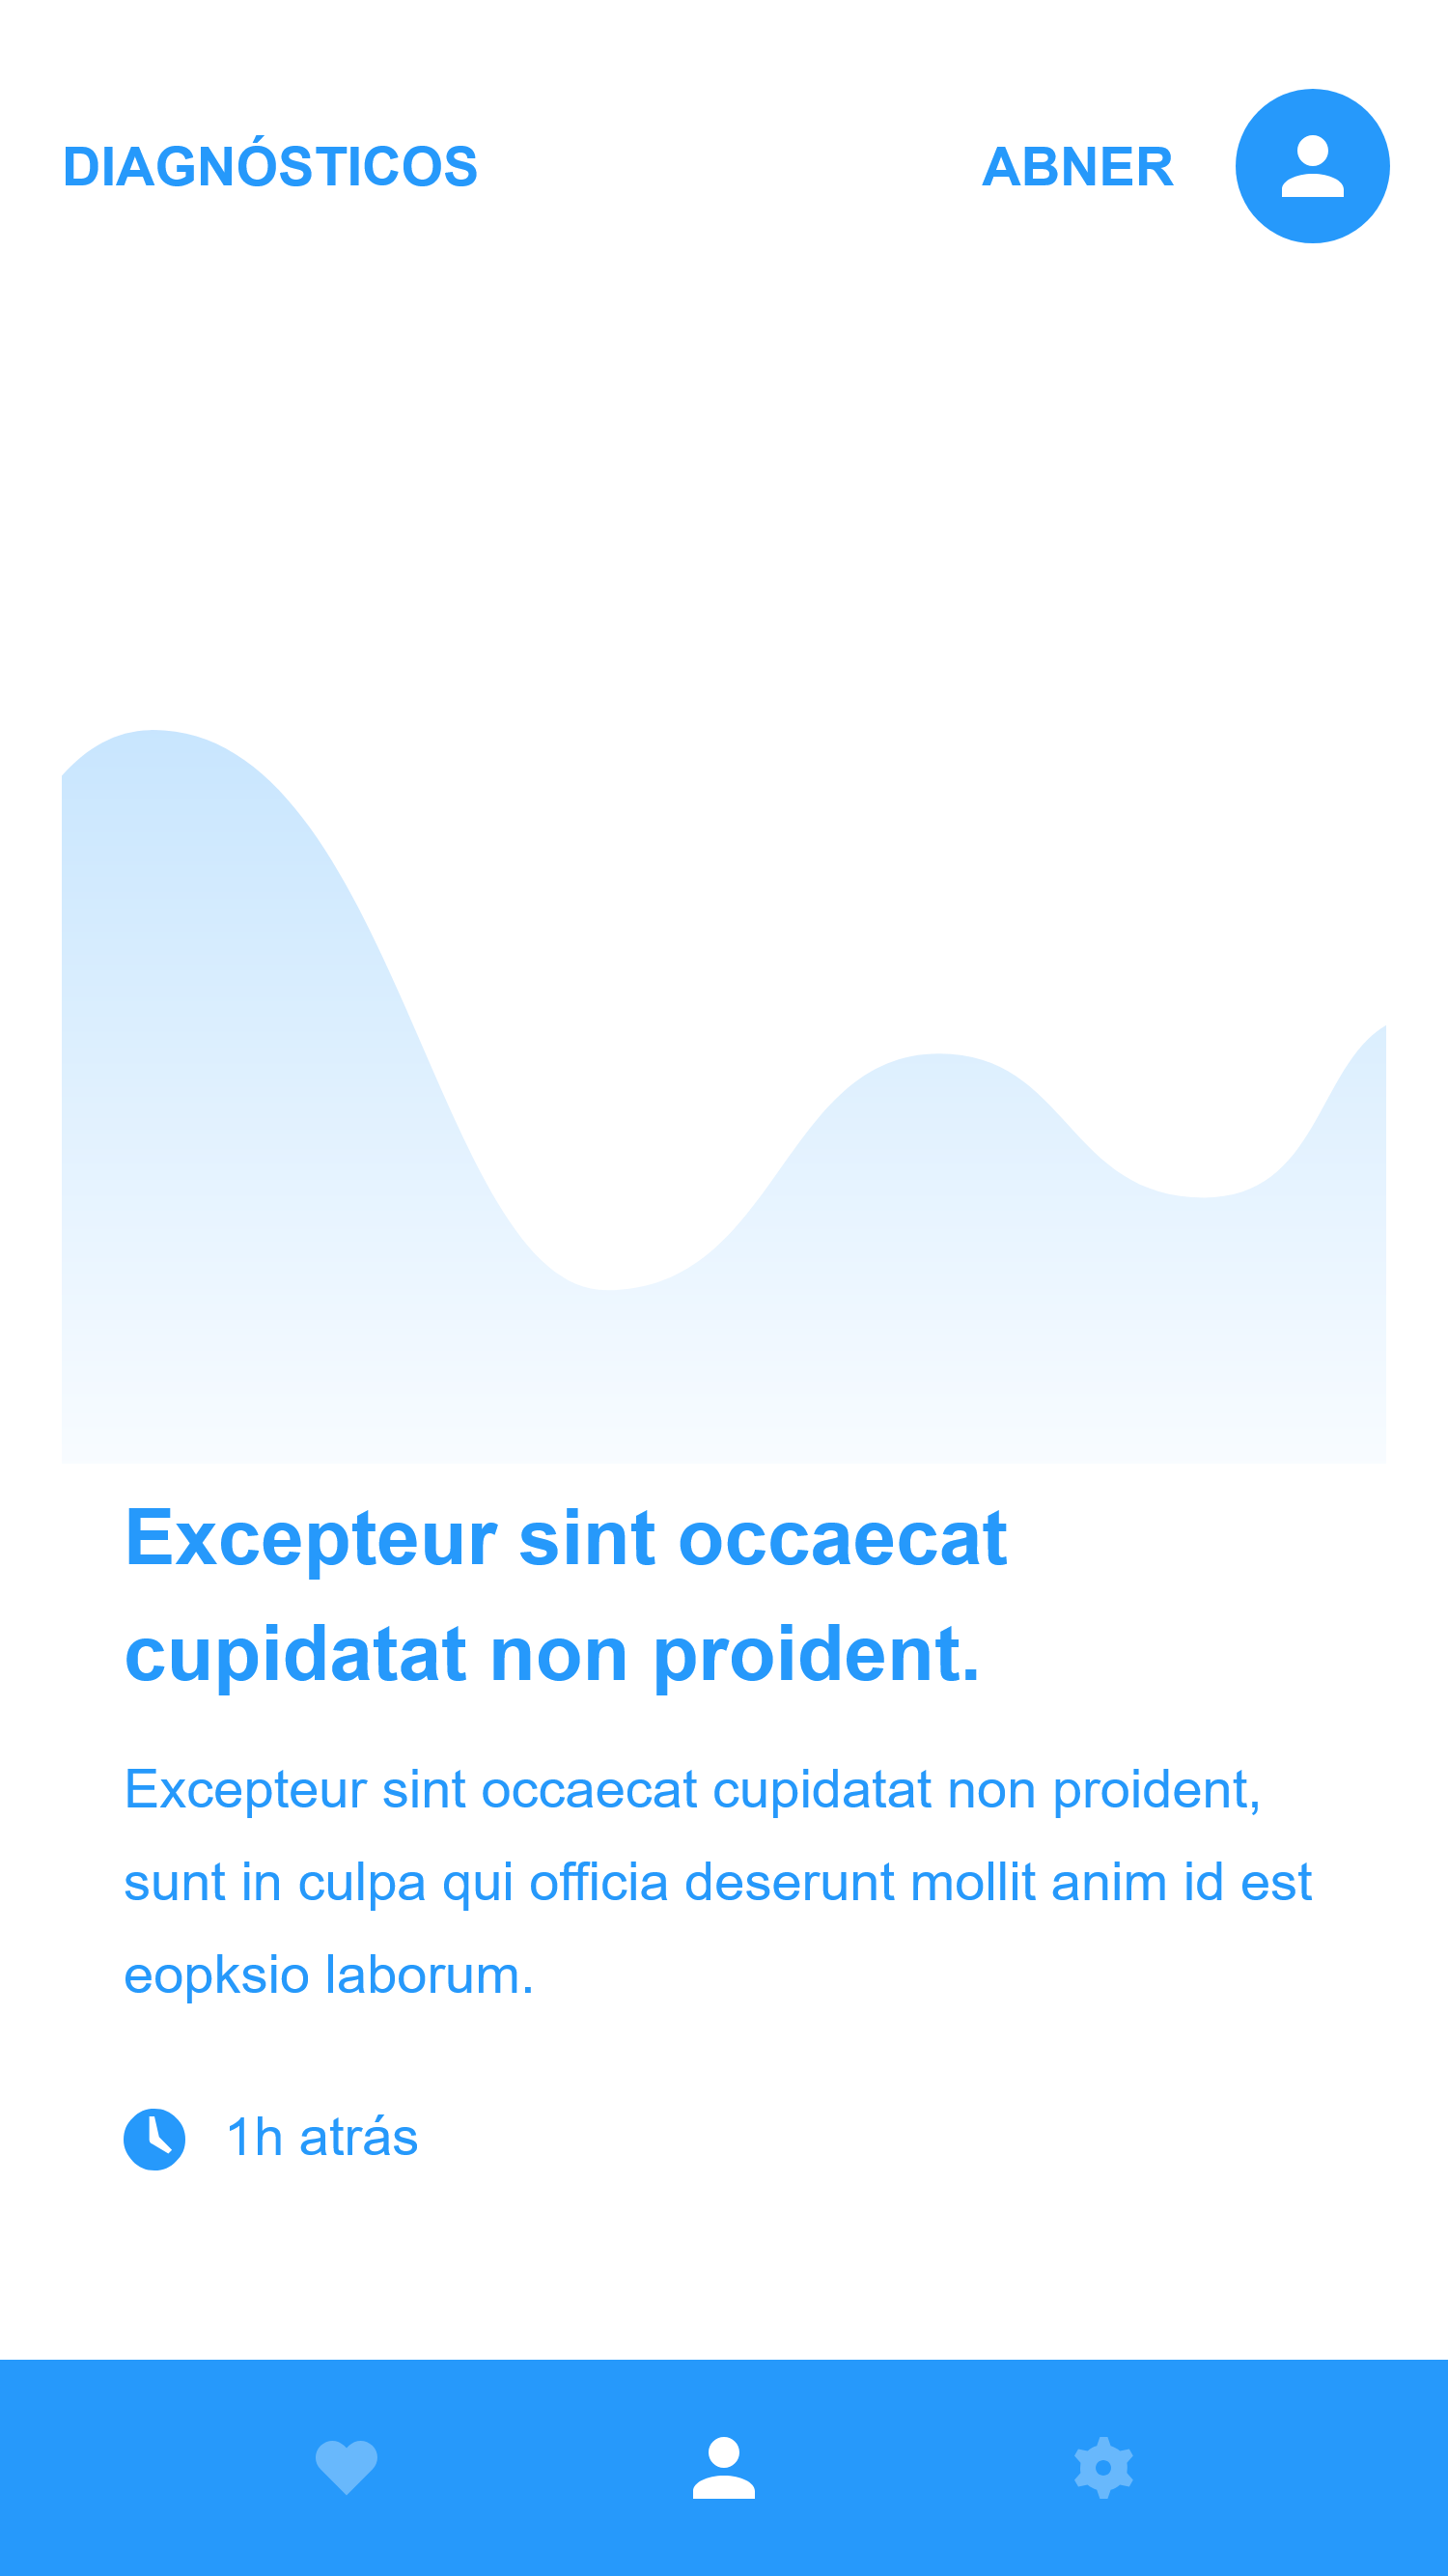 DIAGNÓSTICOS
ABNER
Excepteur sint occaecat
cupidatat non proident.
Excepteur sint occaecat cupidatat non proident,
sunt in culpa qui officia deserunt mollit anim id est
eopksio laborum.
1h atrás